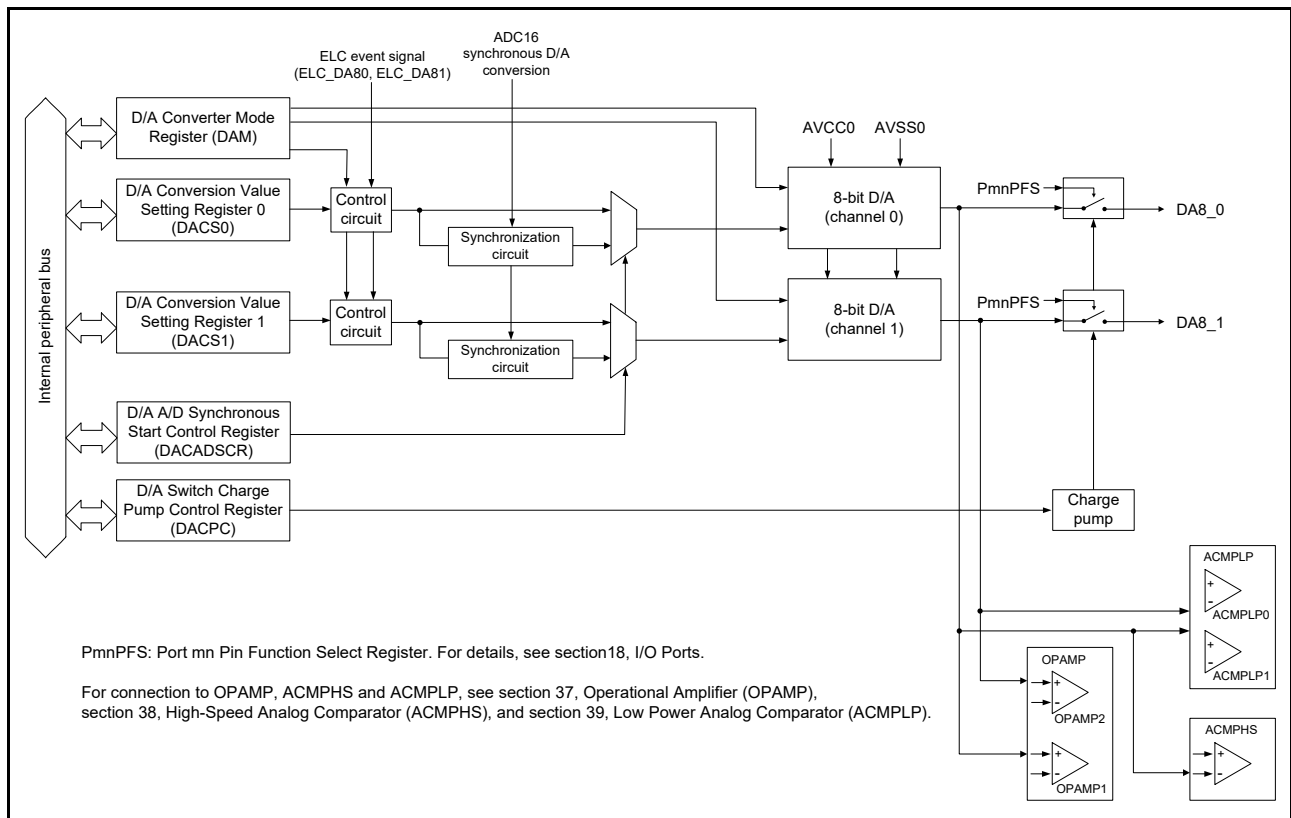 ADC16
synchronous D/A
conversion
ELC event signal
(ELC_DA80, ELC_DA81)
Internal peripheral bus
D/A Converter Mode
Register (DAM)
AVCC0
AVSS0
D/A Conversion Value
Setting Register 0
(DACS0)
Control
circuit
Synchronization
circuit
8-bit D/A
(channel 0)
PmnPFS
DA8_0
D/A Conversion Value
Setting Register 1
(DACS1)
Control
circuit
Synchronization
circuit
8-bit D/A
(channel 1)
PmnPFS
DA8_1
D/A A/D Synchronous
Start Control Register
(DACADSCR)
D/A Switch Charge
Pump Control Register
(DACPC)
Charge
pump
ACMPLP
+
-
ACMPLP0
+
-
ACMPLP1
OPAMP
+
-
OPAMP2
+
-
OPAMP1
ACMPHS
+
-
PmnPFS: Port mn Pin Function Select Register. For details, see section18, I/O Ports.
For connection to OPAMP, ACMPHS and ACMPLP, see section 37, Operational Amplifier (OPAMP),
section 38, High-Speed Analog Comparator (ACMPHS), and section 39, Low Power Analog Comparator (ACMPLP).